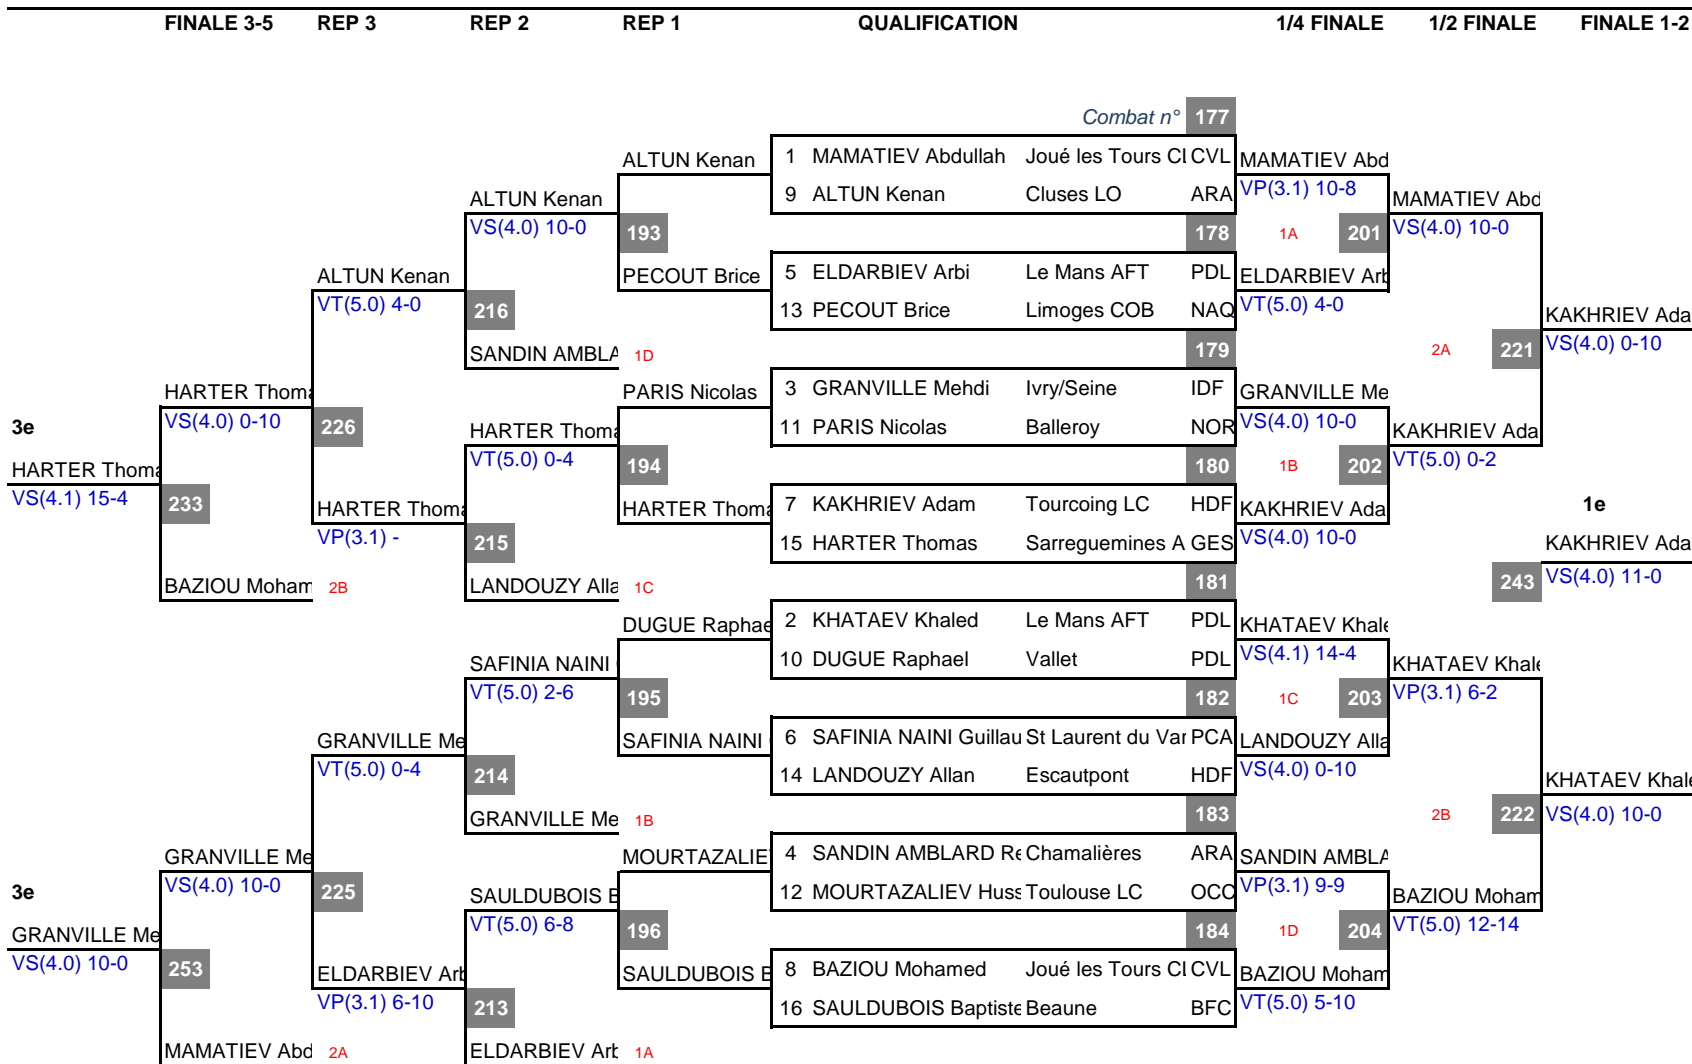 FINALE 3-5 REP 3 REP 2 REP 1 QUALIFICATION 1/4 FINALE 1/2 FINALE FINALE 1-2
Combat n° 177
ALTUN Kenan 1 MAMATIEV Abdullah Joué les Tours Cl CVL MAMATIEV Abd
ALTUN Kenan 9 ALTUN Kenan Cluses LO ARA VP(3.1) 10-8 MAMATIEV Abd
VS(4.0) 10-0 193 178 1A 201 VS(4.0) 10-0
ALTUN Kenan PECOUT Brice 5 ELDARBIEV Arbi Le Mans AFT PDL ELDARBIEV Arb
VT(5.0) 4-0 216 13 PECOUT Brice Limoges COB NAQ VT(5.0) 4-0 KAKHRIEV Ada
SANDIN AMBLA 1D 179 2A 221 VS(4.0) 0-10
HARTER Thoma PARIS Nicolas 3 GRANVILLE Mehdi Ivry/Seine IDF GRANVILLE Me
3e VS(4.0) 0-10 226 HARTER Thoma 11 PARIS Nicolas Balleroy NOR VS(4.0) 10-0 KAKHRIEV Ada
HARTER Thoma VT(5.0) 0-4 194 180 1B 202 VT(5.0) 0-2
VS(4.1) 15-4 233 HARTER Thoma HARTER Thoma 7 KAKHRIEV Adam Tourcoing LC HDF KAKHRIEV Ada 1e
VP(3.1) - 215 15 HARTER Thomas Sarreguemines A GES VS(4.0) 10-0 KAKHRIEV Ada
BAZIOU Moham 2B LANDOUZY Alla 1C 181 243 VS(4.0) 11-0
DUGUE Raphae 2 KHATAEV Khaled Le Mans AFT PDL KHATAEV Khale
SAFINIA NAINI 10 DUGUE Raphael Vallet PDL VS(4.1) 14-4 KHATAEV Khale
VT(5.0) 2-6 195 182 1C 203 VP(3.1) 6-2
GRANVILLE Me SAFINIA NAINI 6 SAFINIA NAINI Guillau St Laurent du Var PCA LANDOUZY Alla
VT(5.0) 0-4 214 14 LANDOUZY Allan Escautpont HDF VS(4.0) 0-10 KHATAEV Khale
GRANVILLE Me 1B 183 2B 222 VS(4.0) 10-0
GRANVILLE Me MOURTAZALIE 4 SANDIN AMBLARD Re Chamalières ARA SANDIN AMBLA
3e VS(4.0) 10-0 225 SAULDUBOIS B 12 MOURTAZALIEV Huss Toulouse LC OCC VP(3.1) 9-9 BAZIOU Moham
GRANVILLE Me VT(5.0) 6-8 196 184 1D 204 VT(5.0) 12-14
VS(4.0) 10-0 253 ELDARBIEV Arb SAULDUBOIS B 8 BAZIOU Mohamed Joué les Tours Cl CVL BAZIOU Moham
VP(3.1) 6-10 213 16 SAULDUBOIS Baptiste Beaune BFC VT(5.0) 5-10
MAMATIEV Abd 2A ELDARBIEV Arb 1A